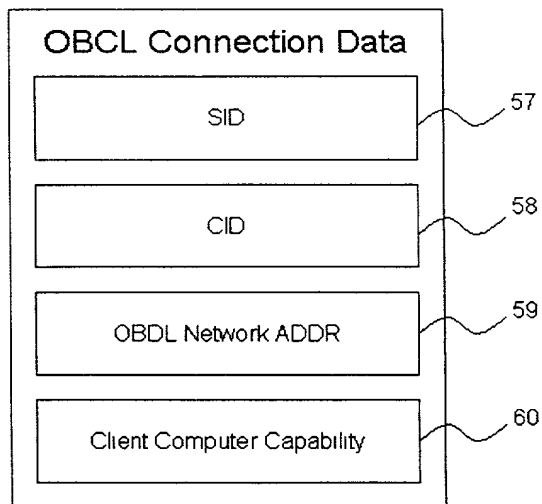 OBCL Connection Data
SID
57
CID
58
OBDL Network ADDR
59
Client Computer Capability
60